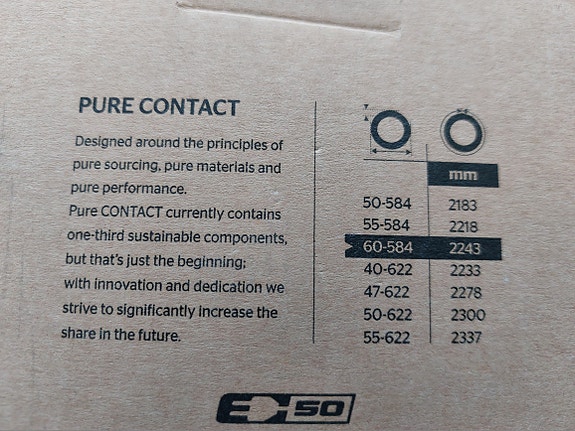 PURE CONTACT
Designed around the principles of
pure sourcing, pure materials and
pure performance.
Pure CONTACT currently contains
one-third sustainable components,
but that's just the beginning;
with innovation and dedication we
strive to significantly increase the
share in the future.
mm
50-584 2183
55-584 2218
60-584 2243
40-622 2233
47-622 2278
50-622 2300
55-622 2337
E 50